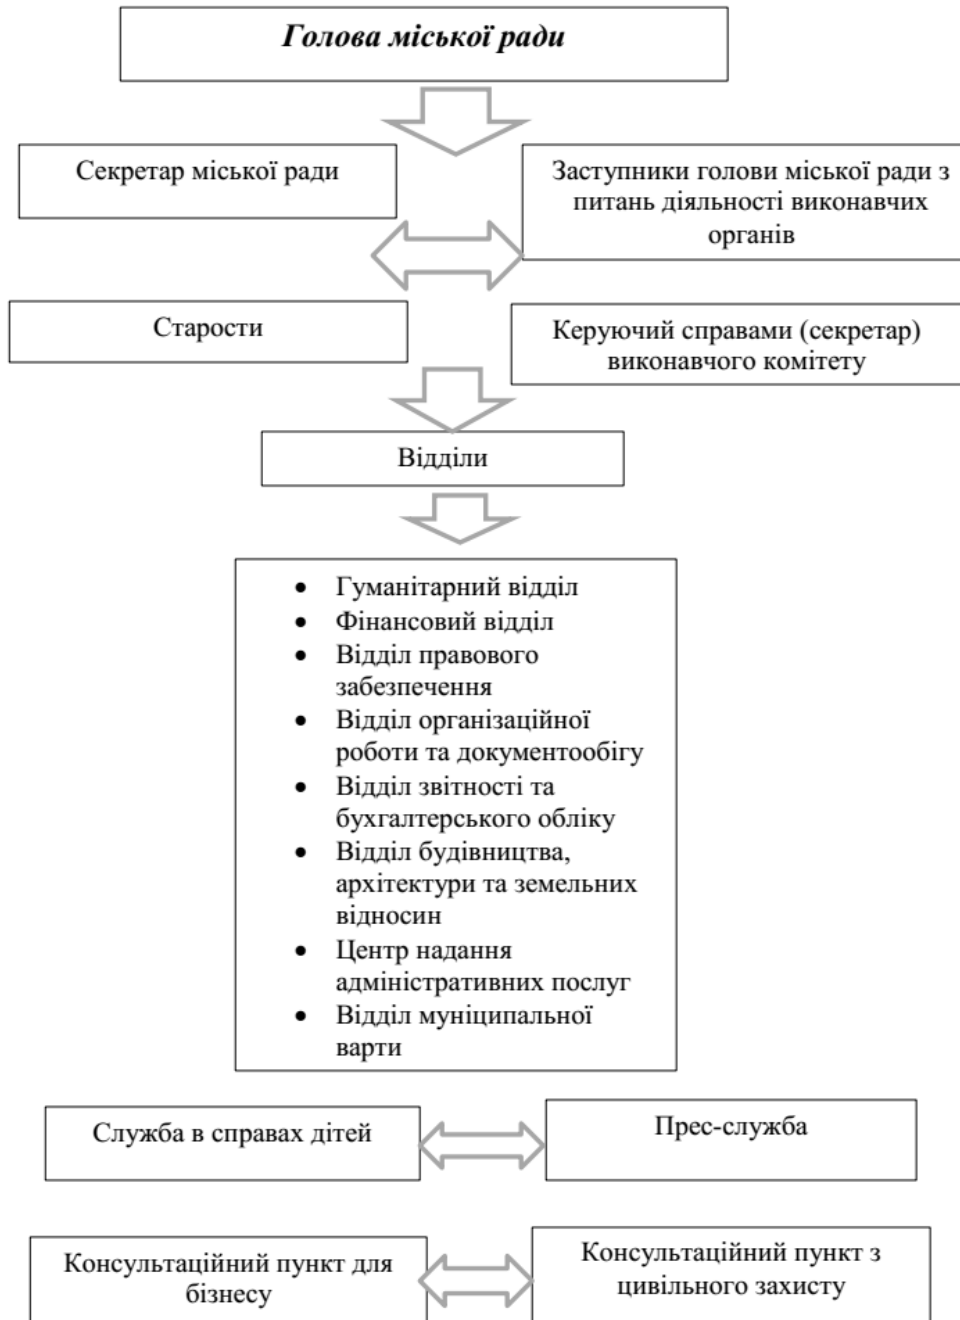 Голова міської ради
Секретар міської ради
Заступники голови міської ради з
питань діяльності виконавчих
органів
Старости
Керуючий справами (секретар)
виконавчого комітету
Відділи
• Гуманітарний відділ
• Фінансовий відділ
• Відділ правового
забезпечення
• Відділ організаційної
роботи та документообігу
• Відділ звітності та
бухгалтерського обліку
• Відділ будівництва,
архітектури та земельних
відносин
• Центр надання
адміністративних послуг
• Відділ муніципальної
варти
Служба в справах дітей
Прес-служба
Консультаційний пункт для
бізнесу
Консультаційний пункт з
цивільного захисту